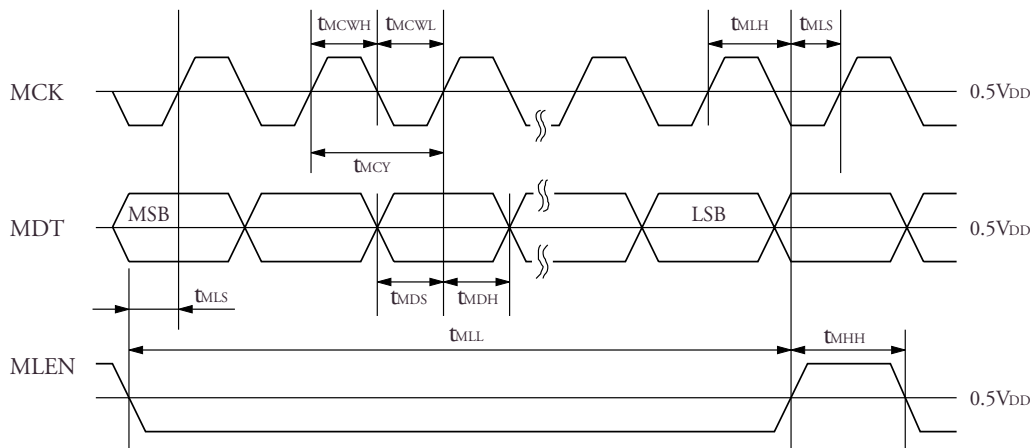 tMCWH tMCWL tMLH tMLS
MCK 0.5VDD
tMCY
MSB LSB
MDT 0.5VDD
tMLS tMDS tMDH
tMLL tMHH
MLEN
0.5VDD